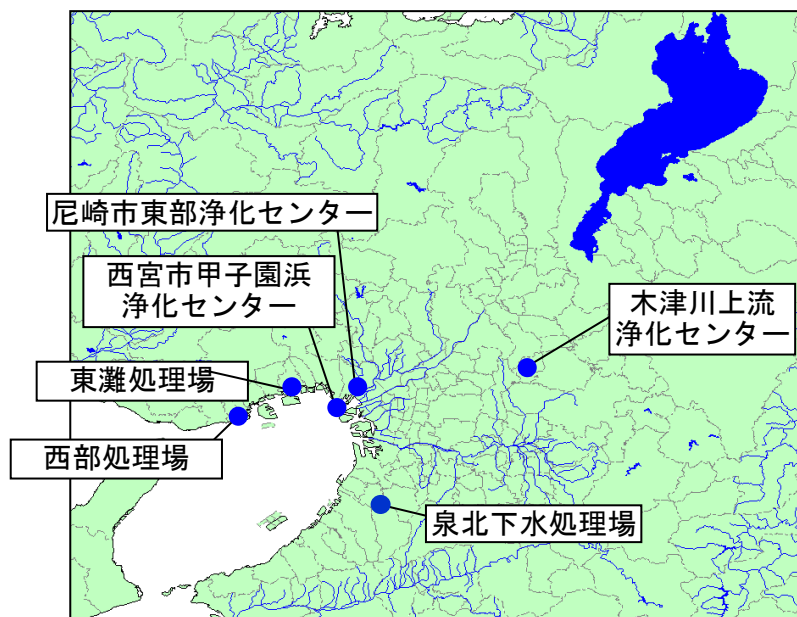 尼崎市東部浄化センター
西宮市甲子園浜
浄化センター
木津川上流
浄化センター
東灘処理場
西部処理場
泉北下水処理場